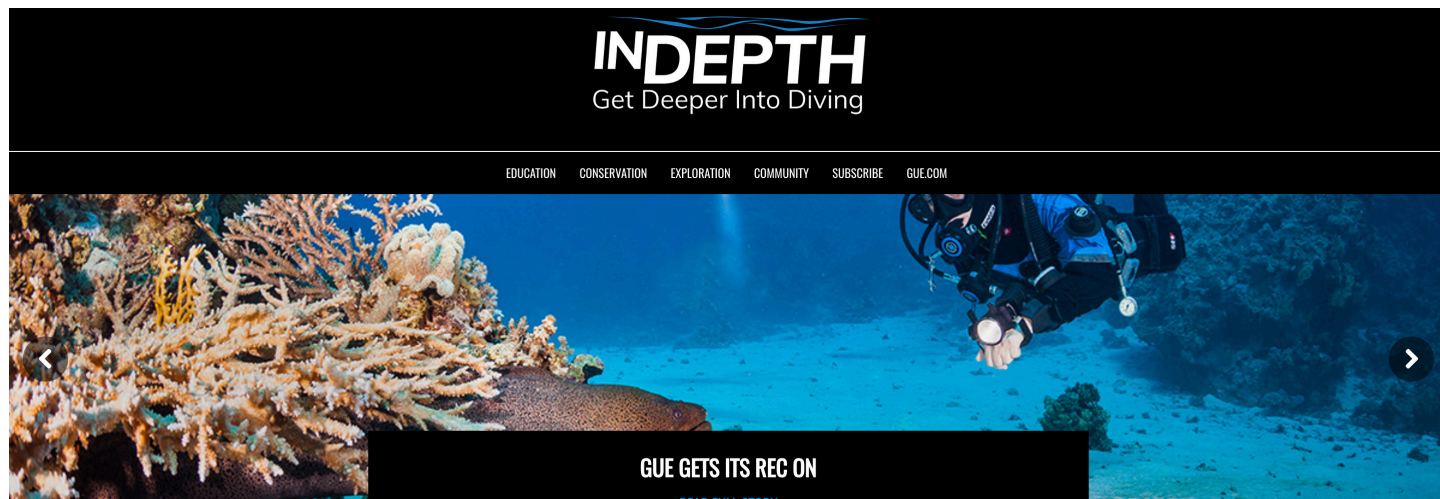 INDEPTH
Get Deeper Into Diving
EDUCATION CONSERVATION EXPLORATION COMMUNITY SUBSCRIBE GUE.COM
GUE GETS ITS REC ON